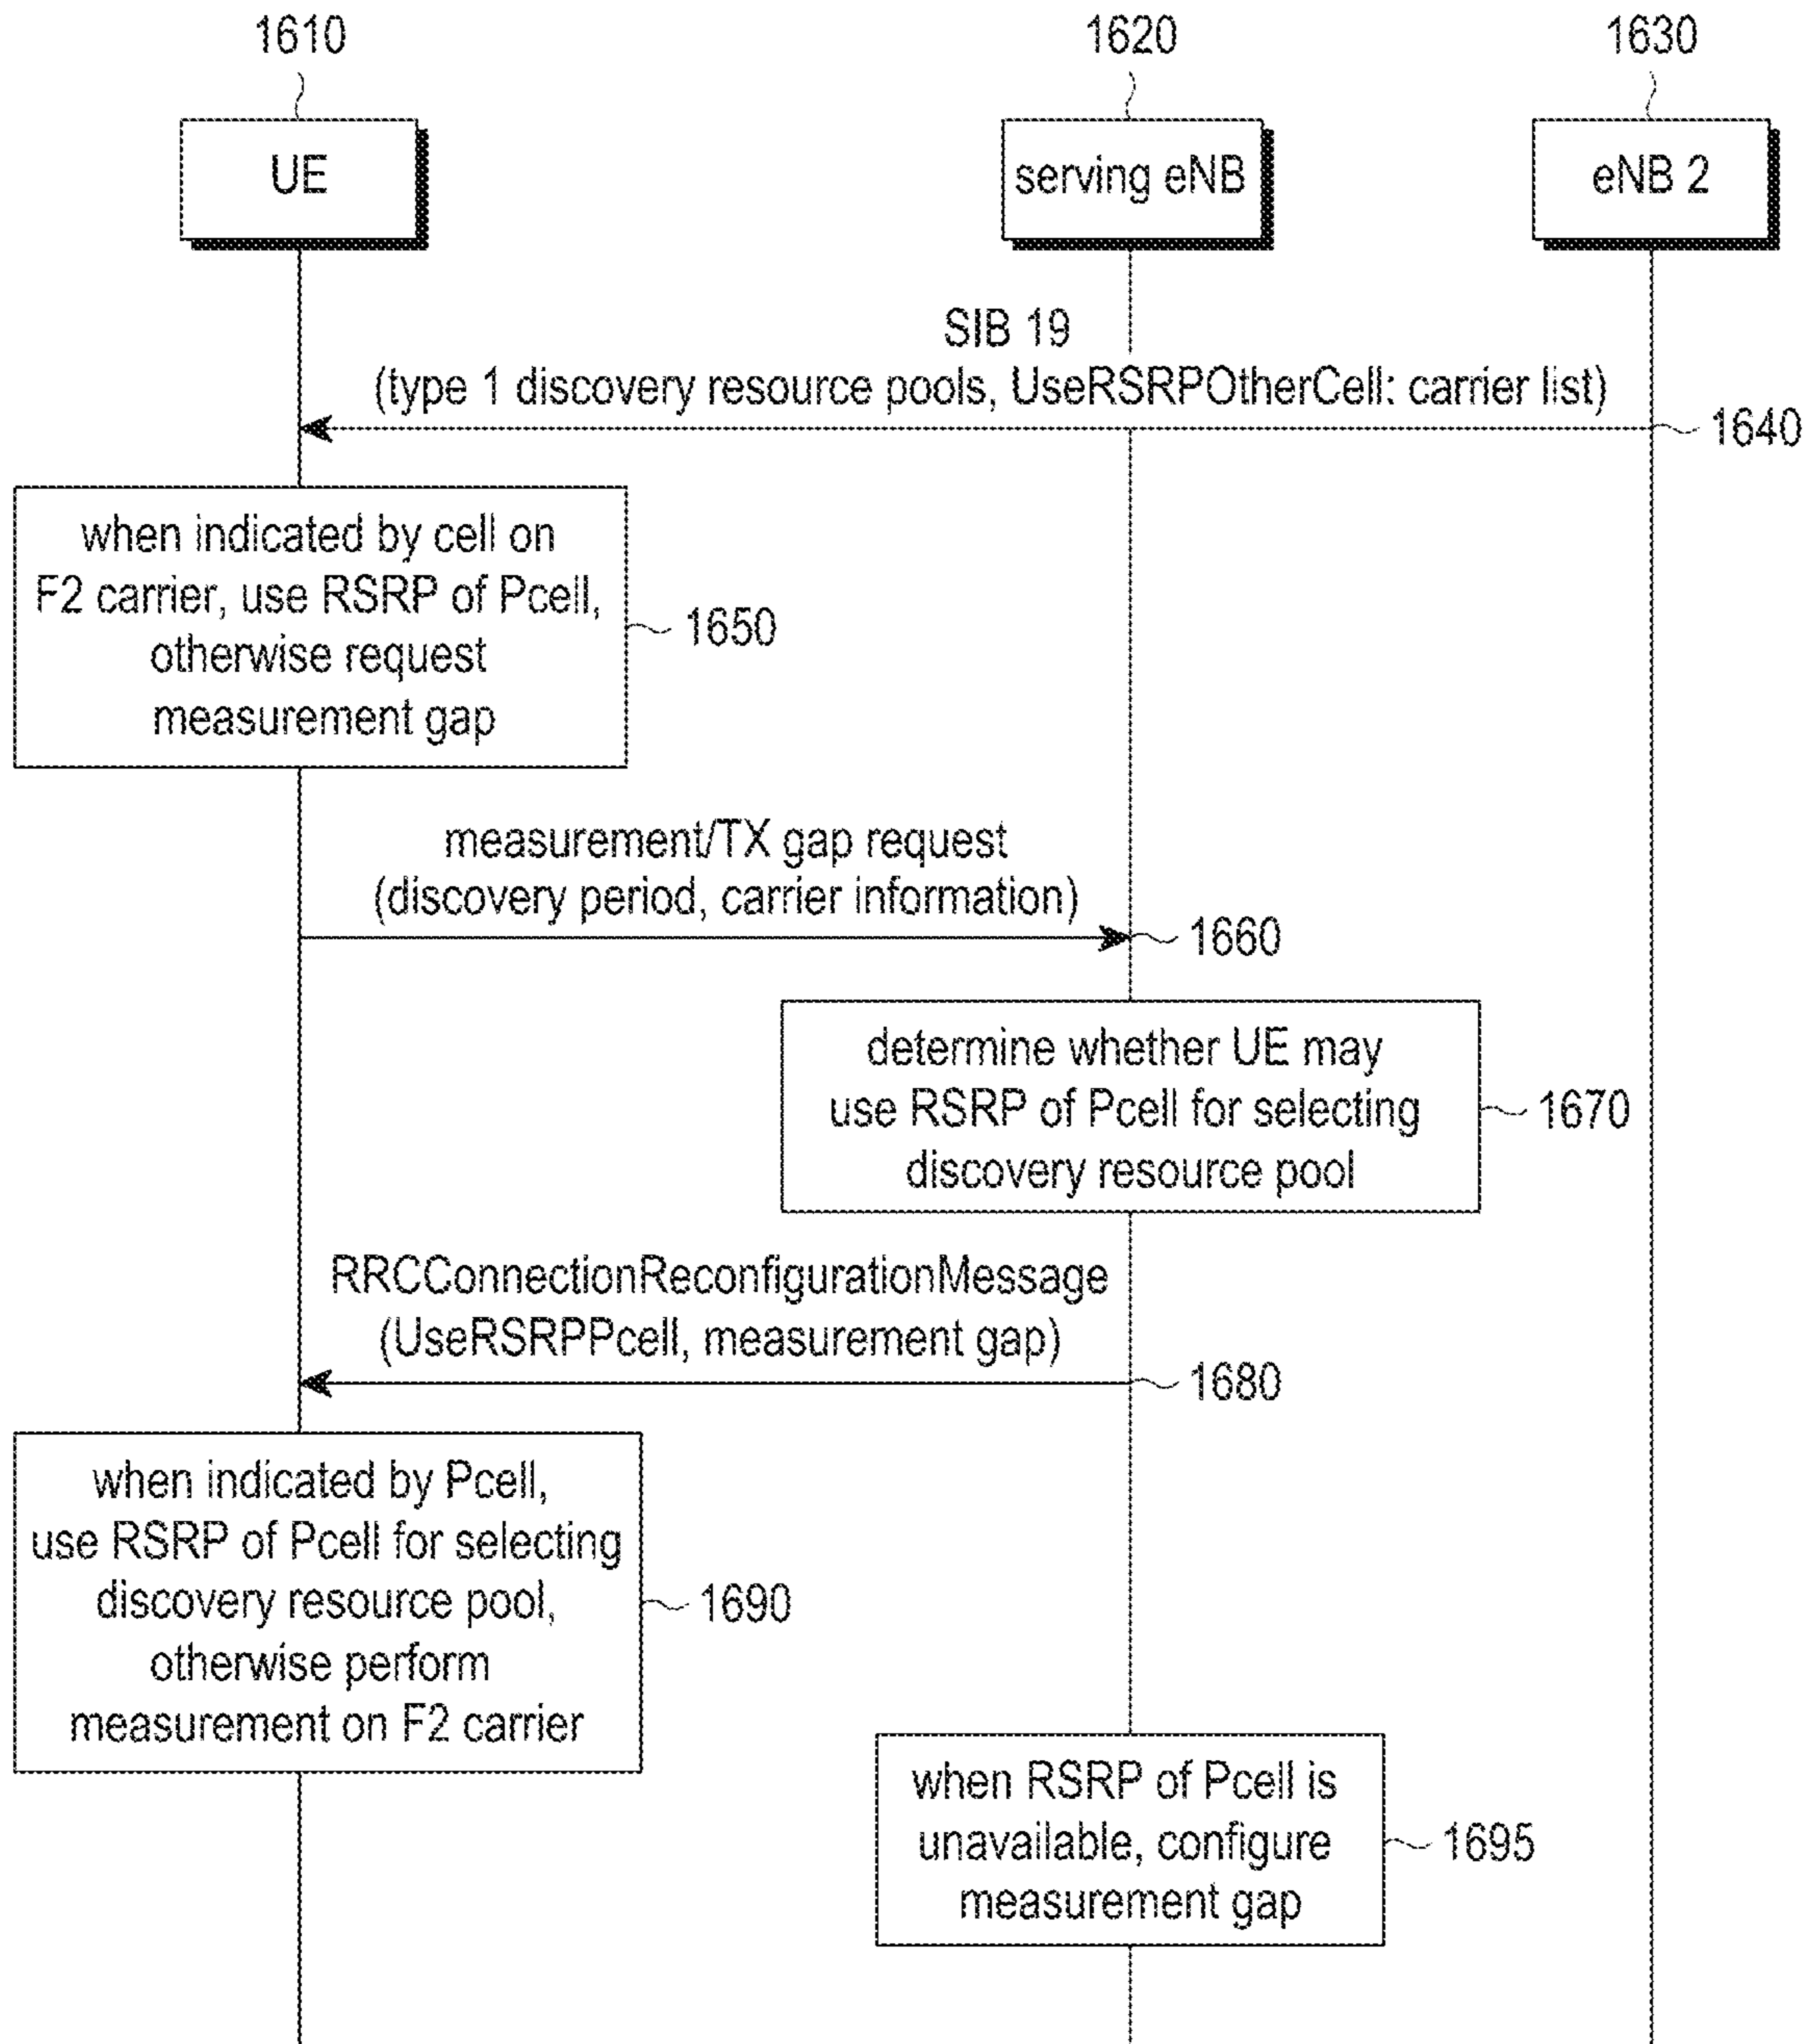 1610
1620
1630
UE
serving eNB
eNB 2
SIB 19
(type 1 discovery resource pools, UseRSRPOtherCell: carrier list)
1640
when indicated by cell on
F2 carrier, use RSRP of Pcell,
otherwise request
measurement gap
1650
measurement/TX gap request
(discovery period, carrier information)
1660
determine whether UE may
use RSRP of Pcell for selecting
discovery resource pool
1670
RRCConnectionReconfigurationMessage
(UseRSRPPcell, measurement gap)
1680
when indicated by Pcell,
use RSRP of Pcell for selecting
discovery resource pool,
otherwise perform
measurement on F2 carrier
1690
when RSRP of Pcell is
unavailable, configure
measurement gap
1695